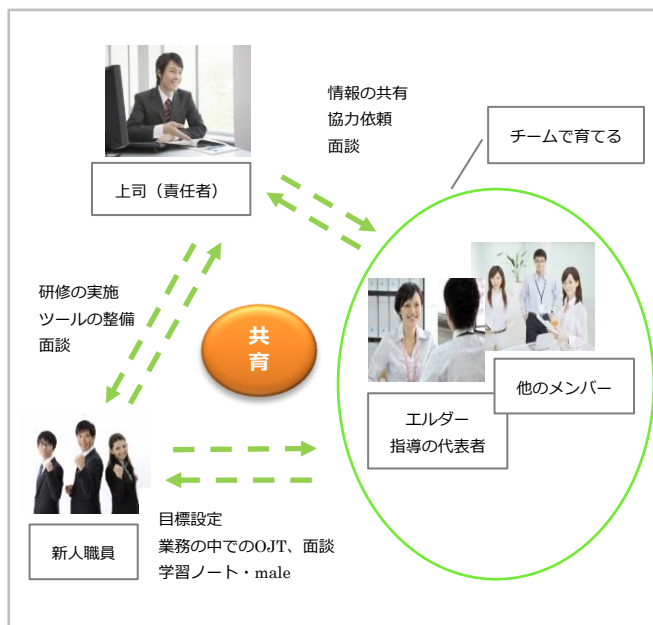 情報の共有
協力依頼
面談
チームで育てる
上司（責任者）
研修の実施
ツールの整備
面談
共
育
他のメンバー
エルダー
指導の代表者
新人職員
目標設定
業務の中でのOJT、面談
学習ノート・male